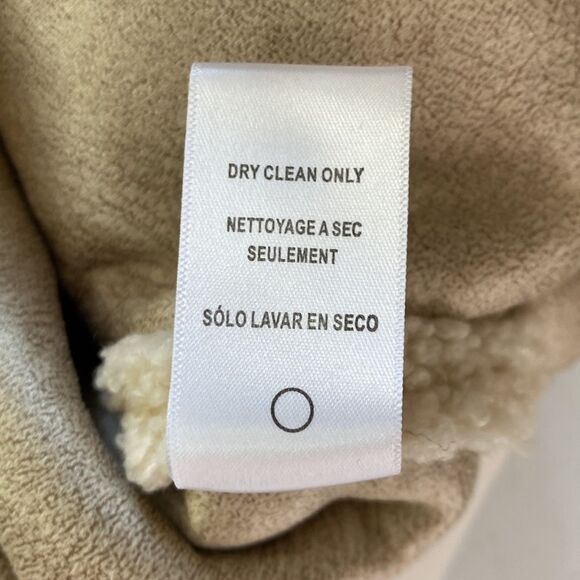 DRY CLEAN ONLY
NETTOYAGE A SEC
SEULEMENT
SÓLO LAVAR EN SECO